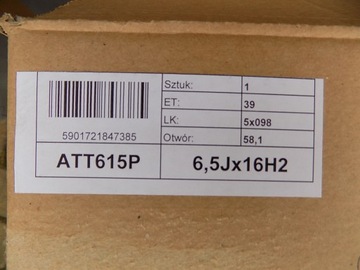 Sztuk: 1
ET: 39
LK: 5x098
5901721847385
Otwór: 58,1
ATT615P 6,5Jx16H2